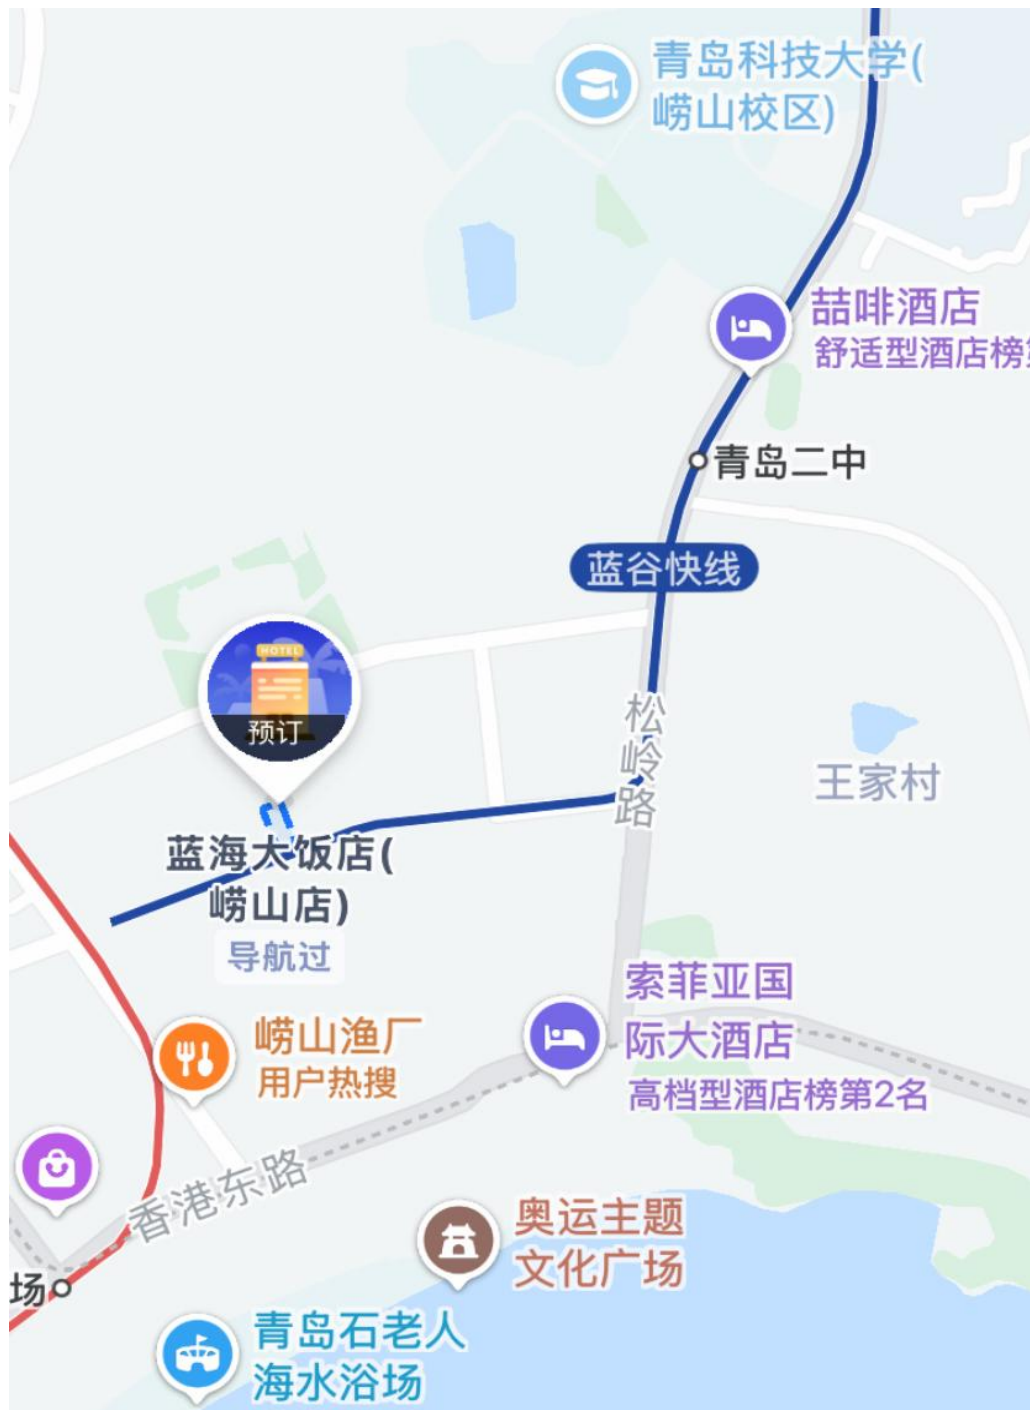 青岛科技大学(
崂山校区)
喆啡酒店
舒适型酒店榜
青岛二中
蓝谷快线
HOTEL
预订
松岭路
王家村
蓝海大饭店(
崂山店)
导航过
索菲亚国
际大酒店
高档型酒店榜第2名
崂山渔厂
用户热搜
香港东路
奥运主题
文化广场
场
青岛石老人
海水浴场